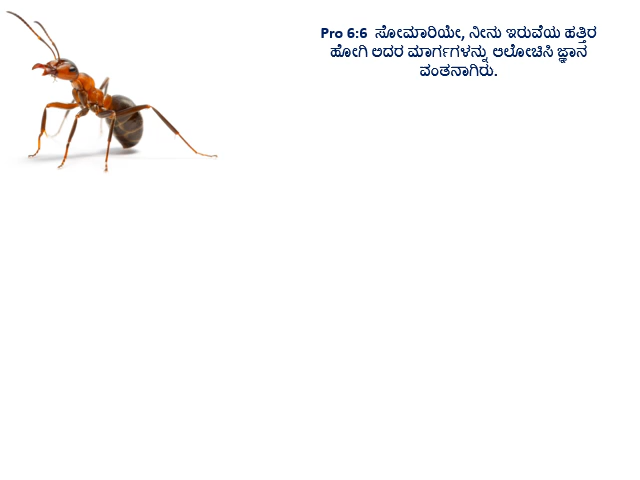 Pro 6:6 ಸೋಮಾರಿಯೇ, ನೀನು ಇರುವೆಯ ಹತ್ತಿರ
ಹೋಗಿ ಅದರ ಮಾರ್ಗಗಳನ್ನು ಆಲೋಚಿಸಿ ಜ್ಞಾನ
ವಂತನಾಗಿರು.